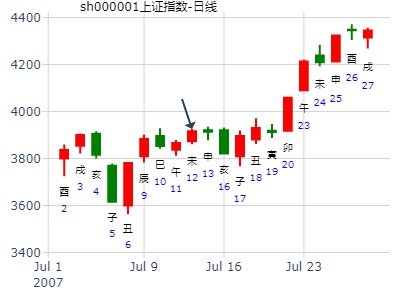 sh000001上证指数-日线
4400
4200
4000
3800
3600
3400
酉
2
戌
3
亥
4
子
5
丑
6
辰
9
巳
10
午
11
未
12
申
13
亥
16
子
17
丑
18
寅
19
卯
20
午
23
未
24
申
25
酉
26
戌
27
Jul 1
2007
Jul 9
Jul 16
Jul 23